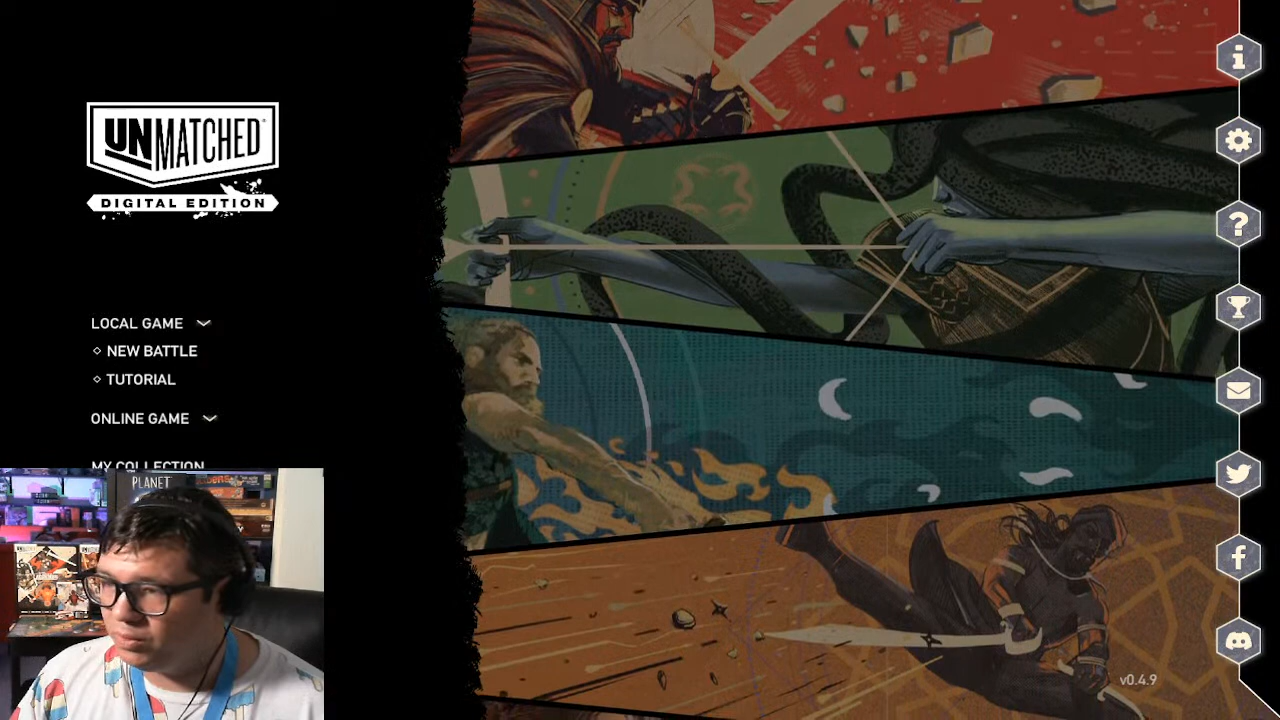 UNMATCHED
DIGITAL EDITION
LOCAL GAME
NEW BATTLE
TUTORIAL
ONLINE GAME
MY COLLECTION
PLANET
v0.4.9